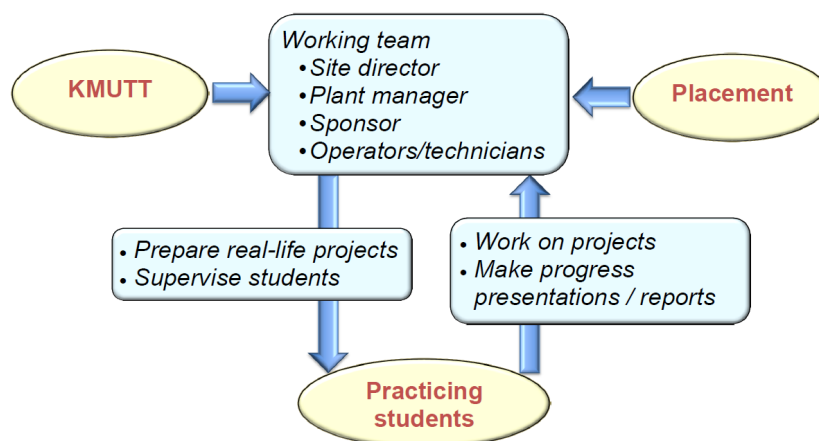 Working team
• Site director
• Plant manager
• Sponsor
• Operators/technicians
KMUTT
Placement
• Prepare real-life projects
• Supervise students
• Work on projects
• Make progress
presentations / reports
Practicing
students